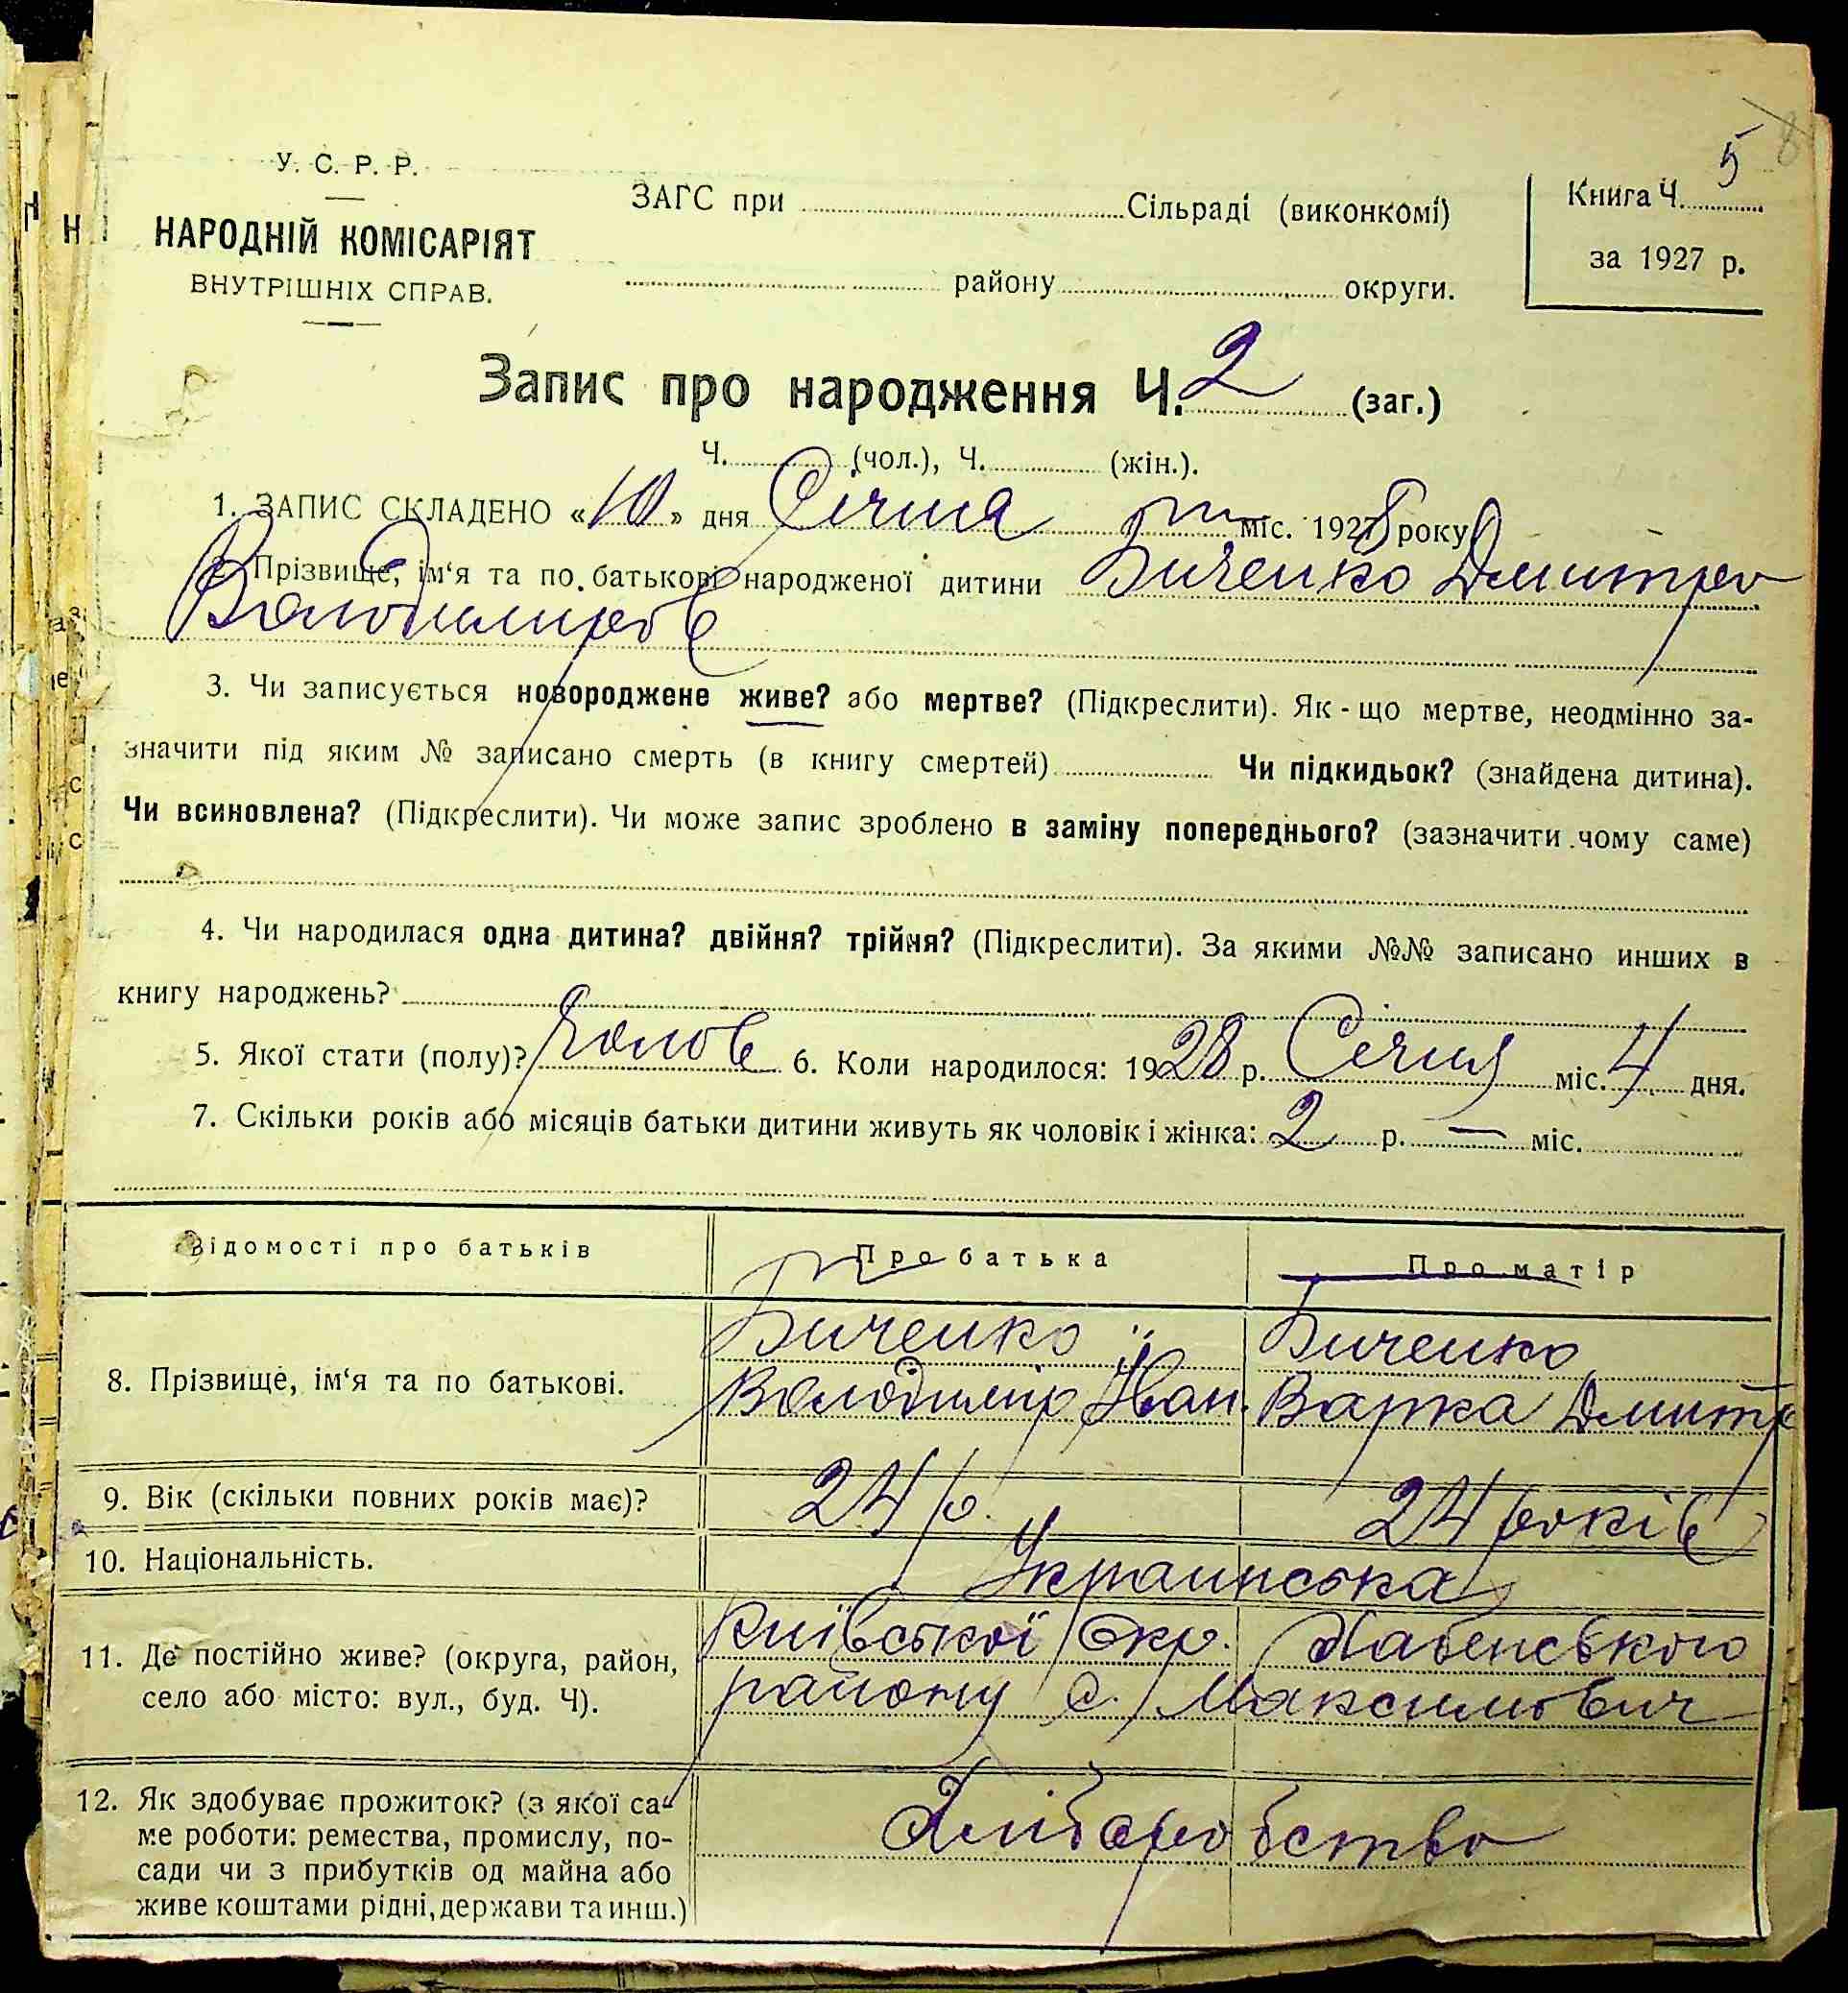 У. С. Р. Р.
НАРОДНІЙ КОМІСАРІЯТ
ВНУТРІШНІХ СПРАВ.
ЗАГС при Сільраді (виконкомі)
району округи.
Книга Ч. 5
за 1927 р.
Запис про народження Ч. 2 (заг.)
Ч. (чол.), Ч. (жін.).
1. ЗАПИС СКЛАДЕНО «10» дня Січня міс. 1928 року
2. Прізвище, ім‘я та по батькові народженої дитини Биченко Дмитро
Володимиров
3. Чи записується новороджене живе? або мертве? (Підкреслити). Як-що мертве, неодмінно за-
значити під яким № записано смерть (в книгу смертей) Чи підкидьок? (знайдена дитина).
Чи всиновлена? (Підкреслити). Чи може запис зроблено в заміну попереднього? (зазначити чому саме)
4. Чи народилася одна дитина? двійня? трійня? (Підкреслити). За якими №№ записано инших в
книгу народжень?
5. Якої стати (полу)? Чолов 6. Коли народилося: 1928 р. Січня міс. 4 дня.
7. Скільки років або місяців батьки дитини живуть як чоловік і жінка: 2 р. — міс.
Відомості про батьків Про батька Про матір
8. Прізвище, ім‘я та по батькові.
Биченко
Володимір Іван.
Биченко
Варка Дмитр
9. Вік (скільки повних років має)? 24 р. 24 років
10. Національність. Украинська
11. Де постійно живе? (округа, район,
село або місто: вул., буд. Ч).
Київської Окр. Хабенського
району с. Максимович
12. Як здобуває прожиток? (з якої са-
ме роботи: ремества, промислу, по-
сади чи з прибутків од майна або
живе коштами рідні, держави та инш.)
Хлібаробство